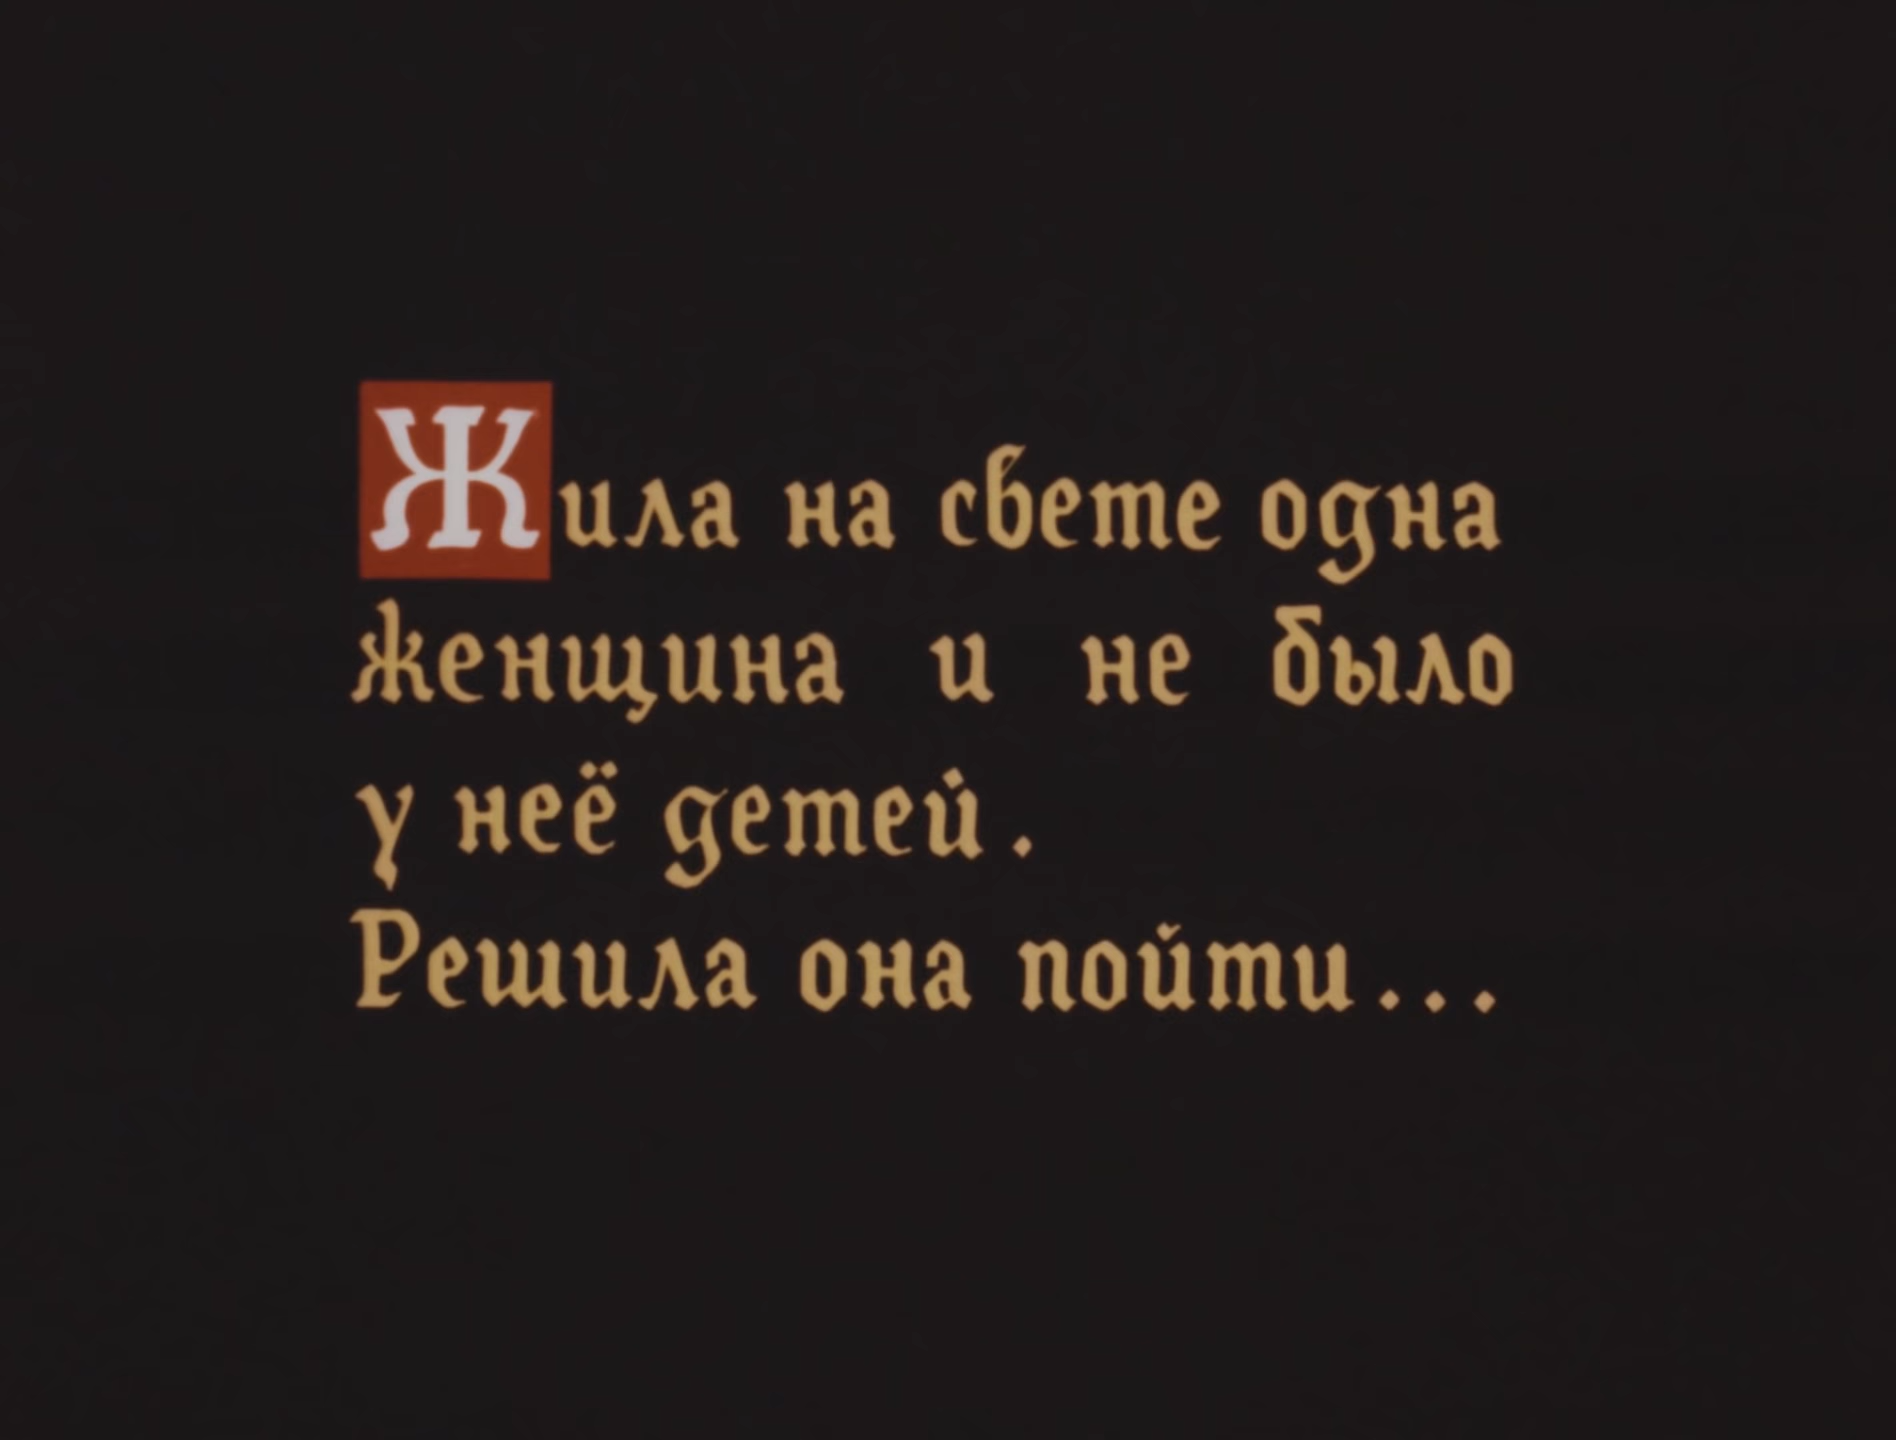 Жила на свете одна
женщина и не было
у неё детей.
Решила она пойти...